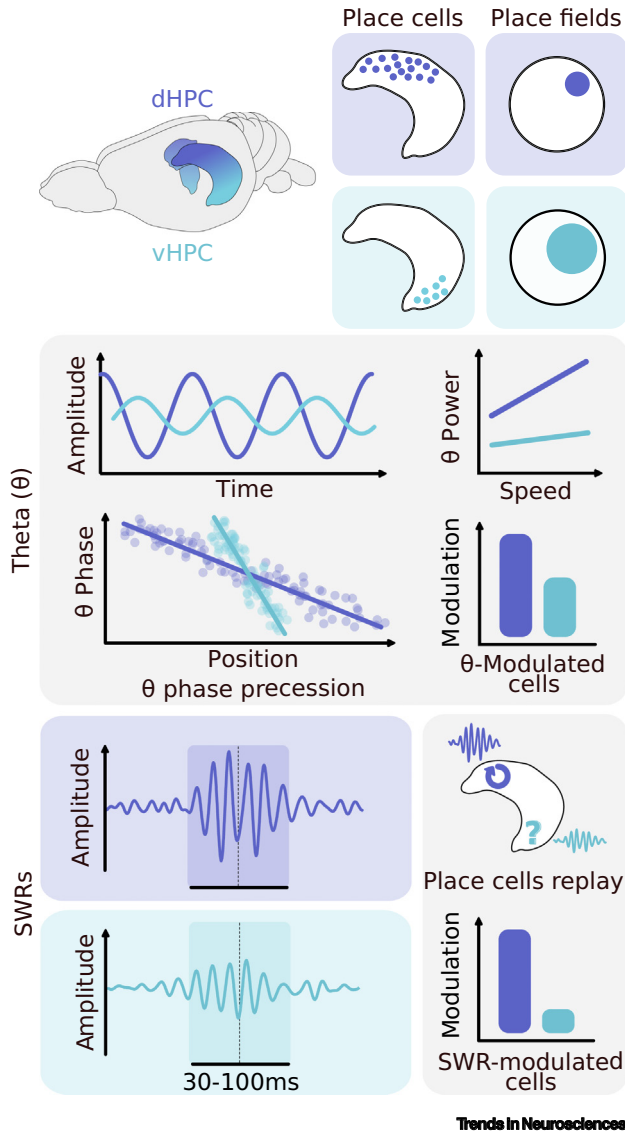 Place cells
Place fields
dHPC
vHPC
Theta (θ)
Amplitude
Time
θ Power
Speed
θ Phase
Position
θ phase precession
Modulation
θ-Modulated
cells
SWRs
Amplitude
?
Place cells replay
Amplitude
30-100ms
Modulation
SWR-modulated
cells
Trends in Neurosciences